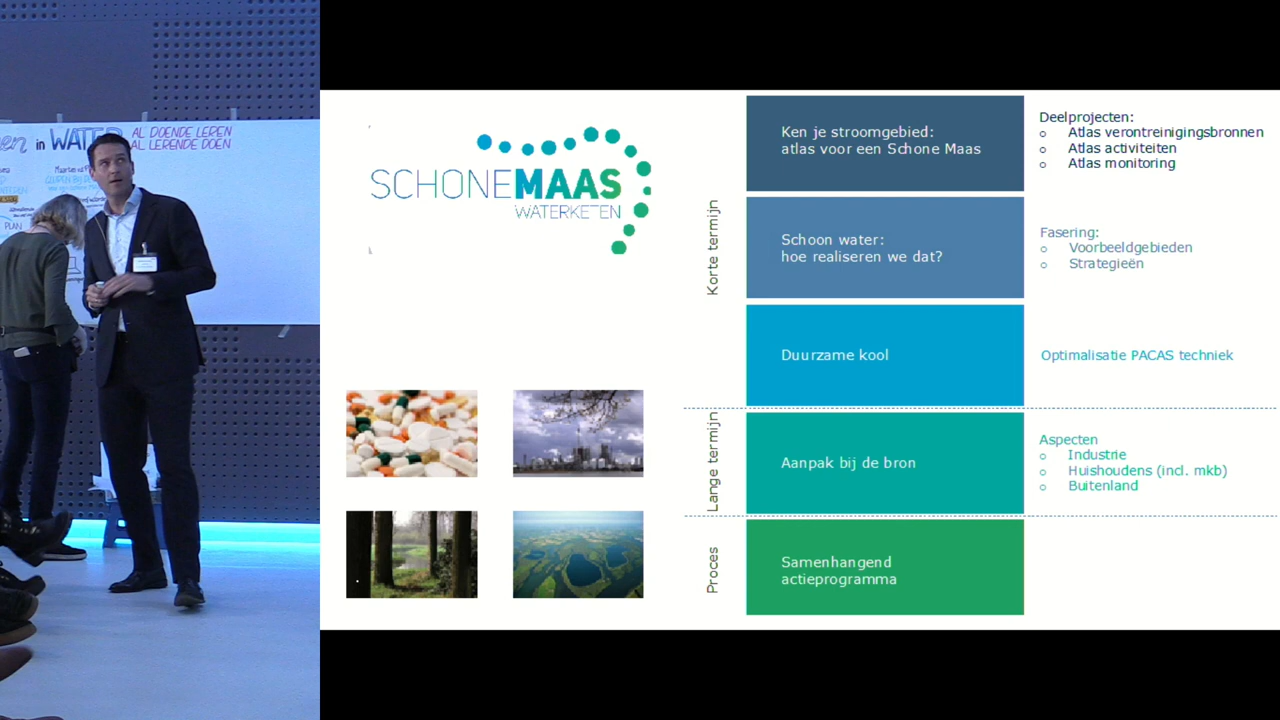 in WATER
AL DOENDE LEREN
AL LERENDE DOEN
PLAN
SCHONEMAAS
WATERKETEN
Korte termijn
Ken je stroomgebied:
atlas voor een Schone Maas
Deelprojecten:
o Atlas verontreinigingsbronnen
o Atlas activiteiten
o Atlas monitoring
Schoon water:
hoe realiseren we dat?
Fasering:
o Voorbeeldgebieden
o Strategieën
Duurzame kool
Optimalisatie PACAS techniek
Lange termijn
Aanpak bij de bron
Aspecten
o Industrie
o Huishoudens (incl. mkb)
o Buitenland
Proces
Samenhangend
actieprogramma